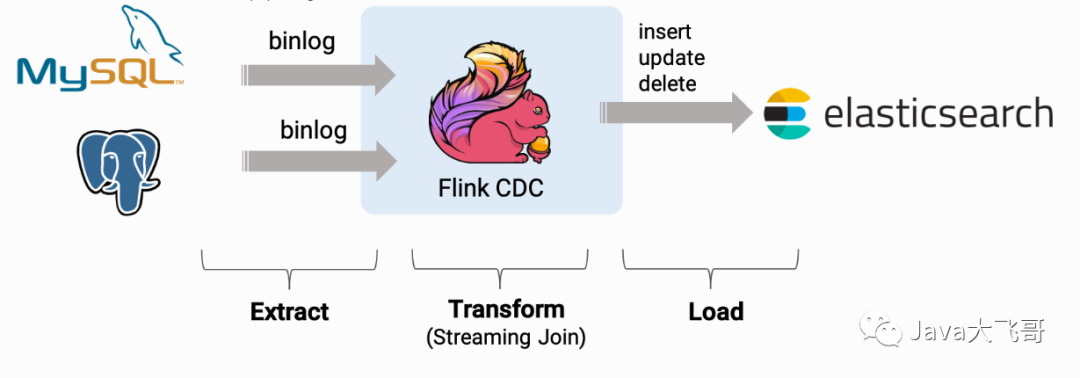 MySQL™
binlog
binlog
Flink CDC
insert
update
delete
elasticsearch
Extract
Transform
(Streaming Join)
Load
Java大飞哥